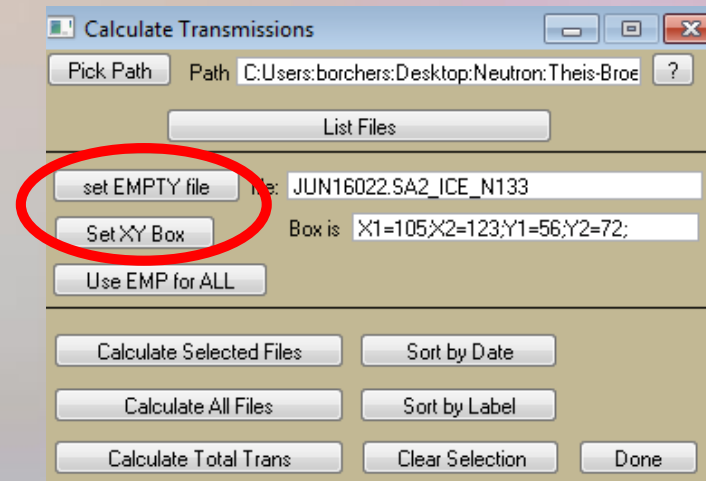 Calculate Transmissions
Pick Path Path C:Users:borchers:Desktop:Neutron:Theis-Broe ?
List Files
set EMPTY file file: JUN16022.SA2_ICE_N133
Set XY Box Box is X1=105;X2=123;Y1=56;Y2=72;
Use EMP for ALL
Calculate Selected Files Sort by Date
Calculate All Files Sort by Label
Calculate Total Trans Clear Selection Done